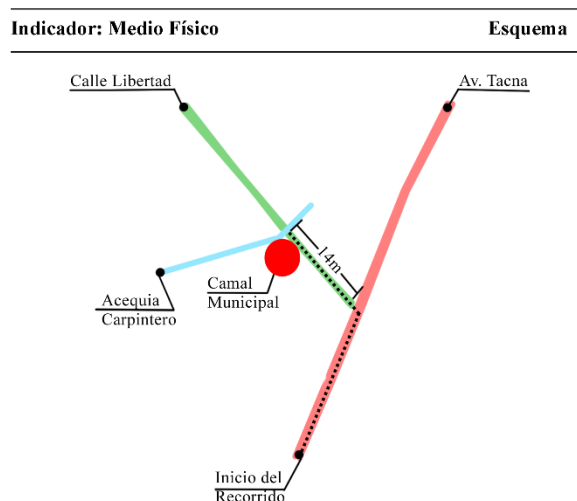 Indicador: Medio Físico Esquema
Calle Libertad
Av. Tacna
14m
Acequia
Carpintero
Camal
Municipal
Inicio del
Recorrido